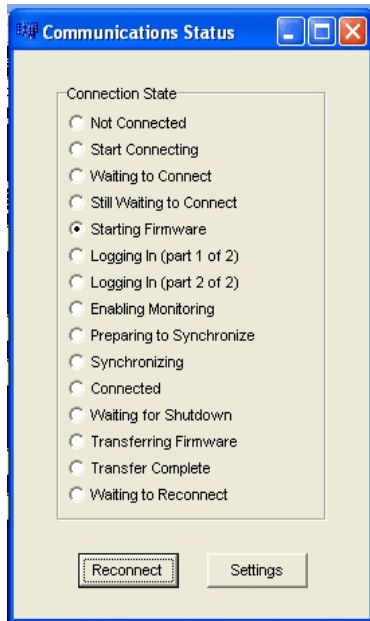 Communications Status
Connection State
Not Connected
Start Connecting
Waiting to Connect
Still Waiting to Connect
Starting Firmware
Logging In (part 1 of 2)
Logging In (part 2 of 2)
Enabling Monitoring
Preparing to Synchronize
Synchronizing
Connected
Waiting for Shutdown
Transferring Firmware
Transfer Complete
Waiting to Reconnect
Reconnect Settings